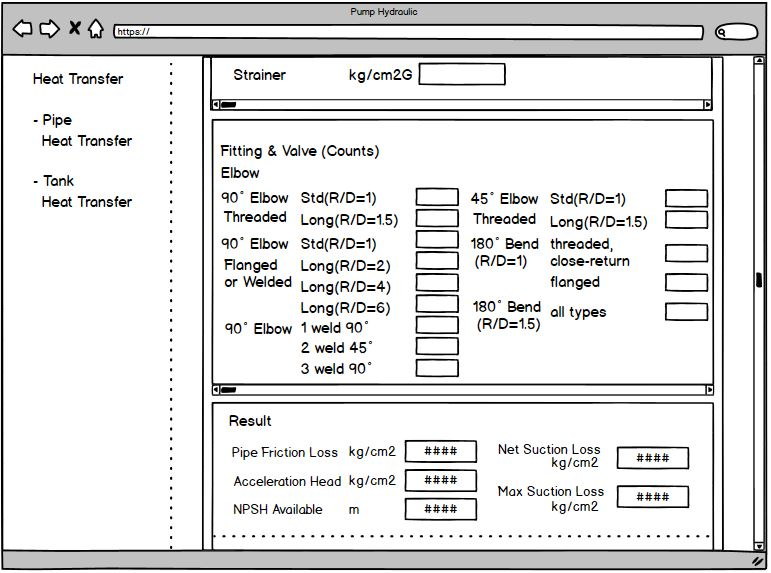 Pump Hydraulic
https://
Heat Transfer
- Pipe
Heat Transfer
- Tank
Heat Transfer
Strainer kg/cm2G
Fitting & Valve (Counts)
Elbow
90° Elbow Std(R/D=1)
Threaded Long(R/D=1.5)
90° Elbow Std(R/D=1)
Flanged Long(R/D=2)
or Welded Long(R/D=4)
Long(R/D=6)
90° Elbow 1 weld 90°
2 weld 45°
3 weld 90°
45° Elbow Std(R/D=1)
Threaded Long(R/D=1.5)
180° Bend threaded,
(R/D=1) close-return
flanged
180° Bend all types
(R/D=1.5)
Result
Pipe Friction Loss kg/cm2 ####
Acceleration Head kg/cm2 ####
NPSH Available m ####
Net Suction Loss ####
kg/cm2
Max Suction Loss ####
kg/cm2